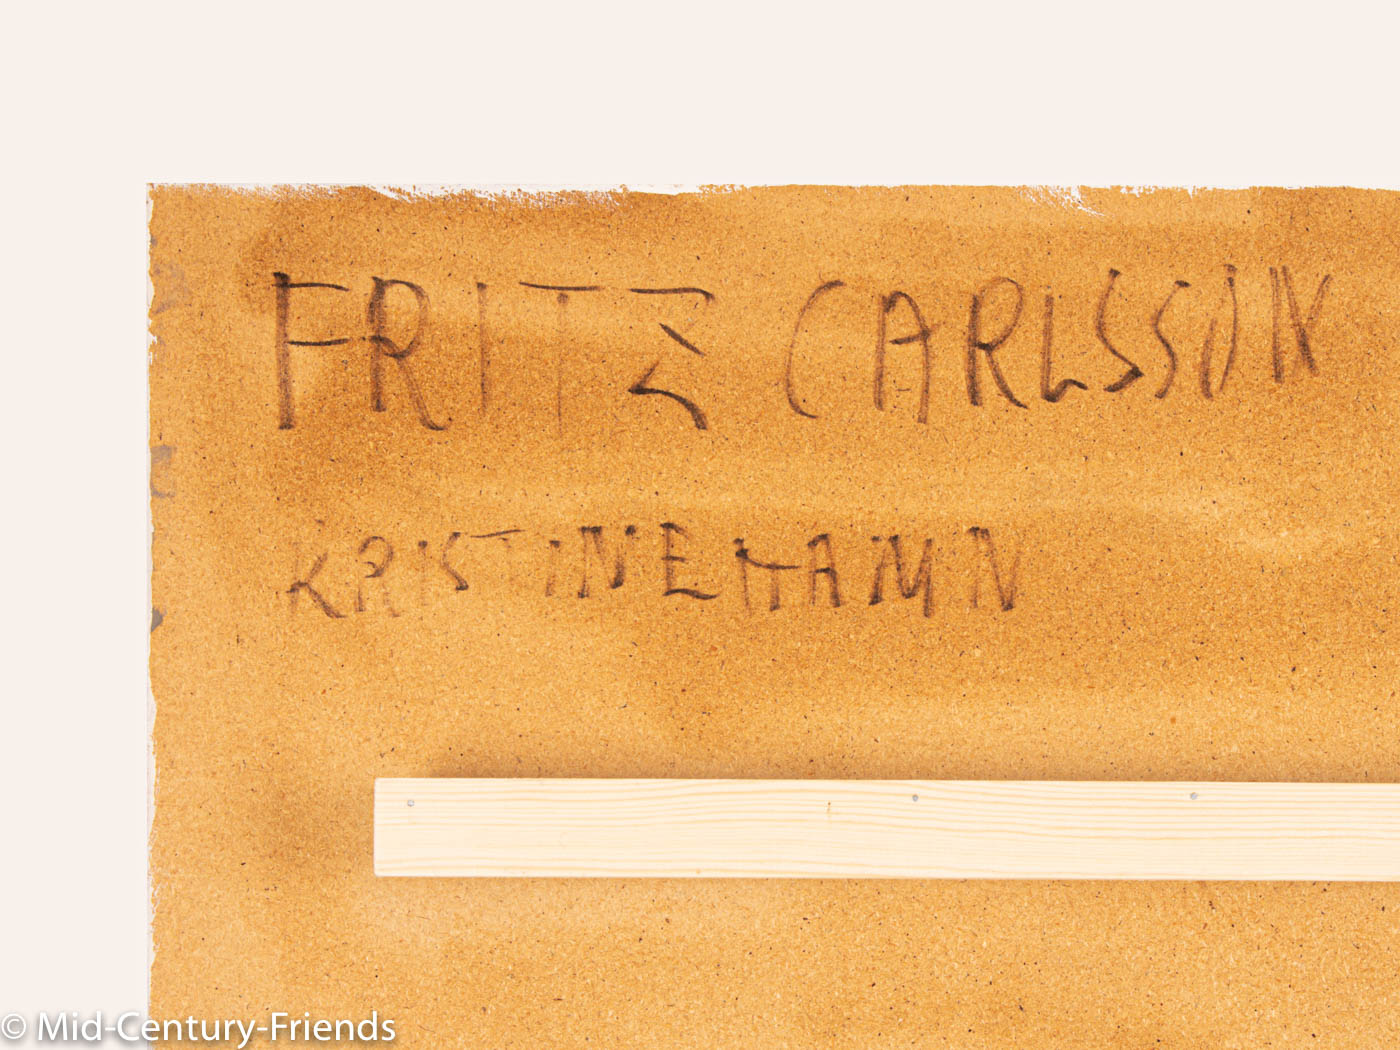 FRITZ CARLSSON
KRISTINEHAMN
© Mid-Century-Friends